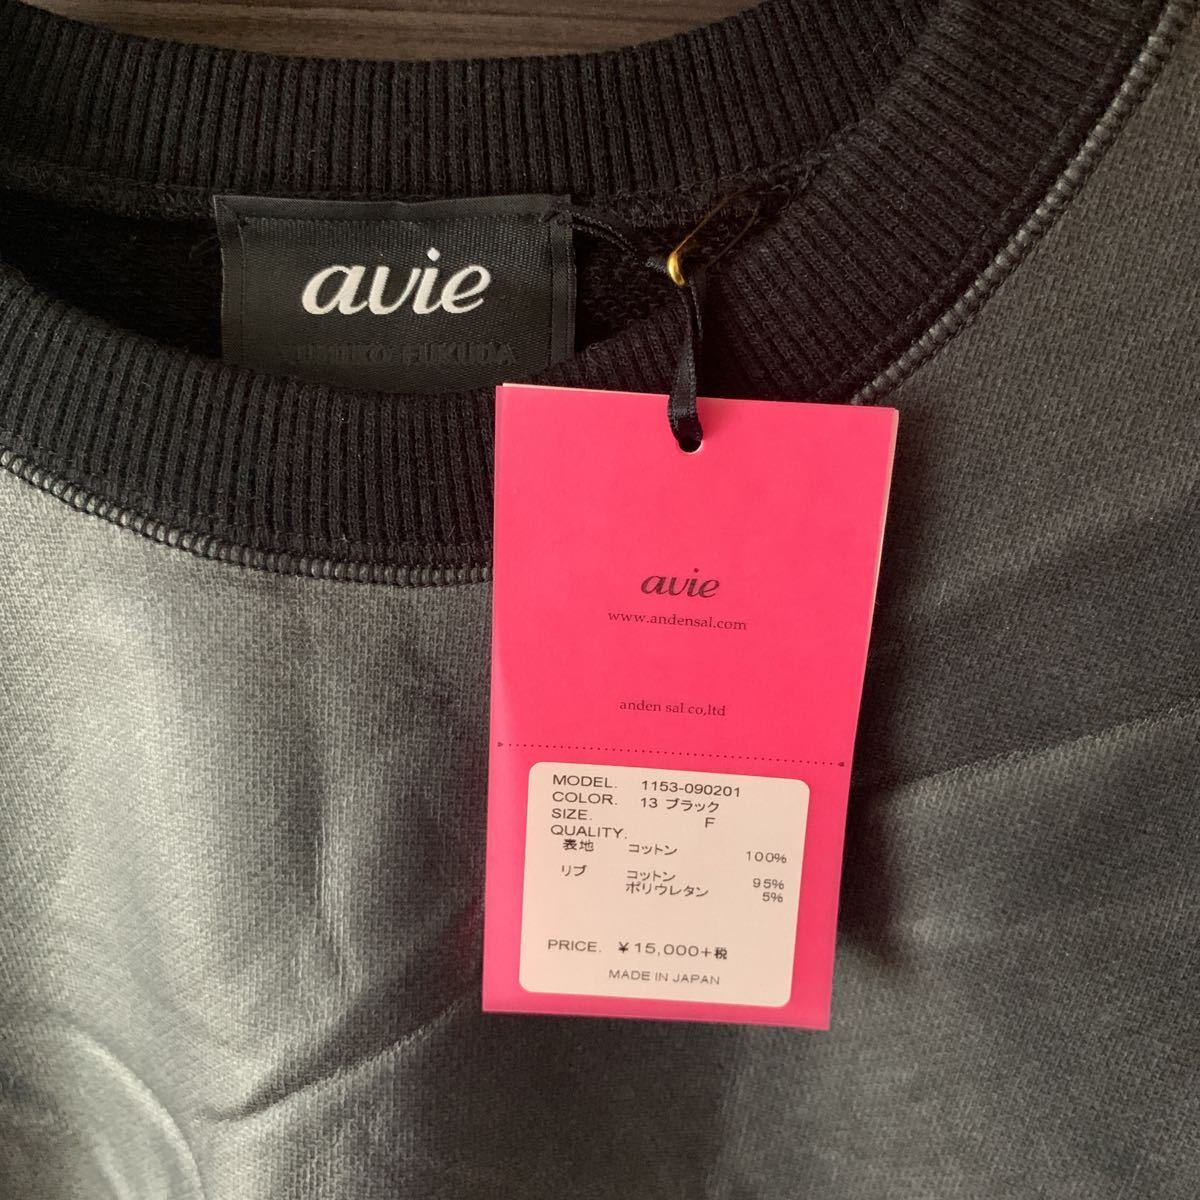 avie
FUKUDA
avie
www.andensal.com
anden sal co,ltd
MODEL. 1153-090201
COLOR. 13 ブラック
SIZE. F
QUALITY.
表地 コットン 100%
リブ コットン 95%
ポリウレタン 5%
PRICE. ¥15,000+税
MADE IN JAPAN